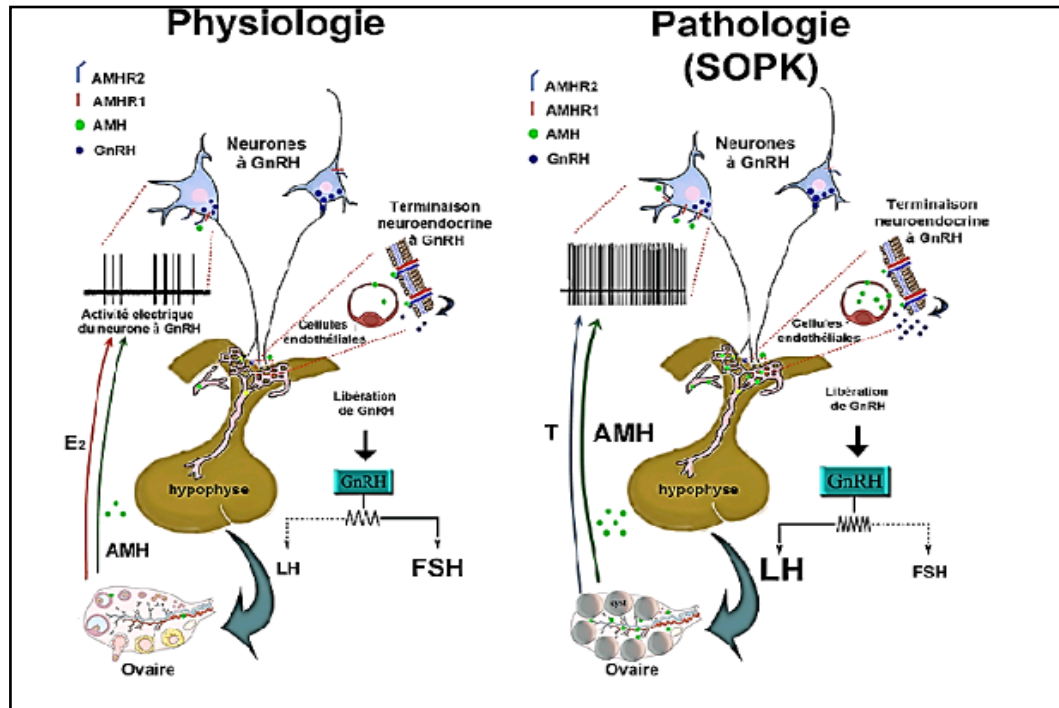 Physiologie
AMHR2
AMHR1
AMH
GnRH
Neurones
à GnRH
Terminaison
neuroendocrine
à GnRH
Activité electrique
du neurone à GnRH
Cellules
endothéliales
Libération
de GnRH
E2
hypophyse
GnRH
AMH
LH
FSH
Ovaire
Pathologie
(SOPK)
AMHR2
AMHR1
AMH
GnRH
Neurones
à GnRH
Terminaison
neuroendocrine
à GnRH
Cellules
endothéliales
Libération
de GnRH
T
AMH
hypophyse
GnRH
LH
FSH
Ovaire